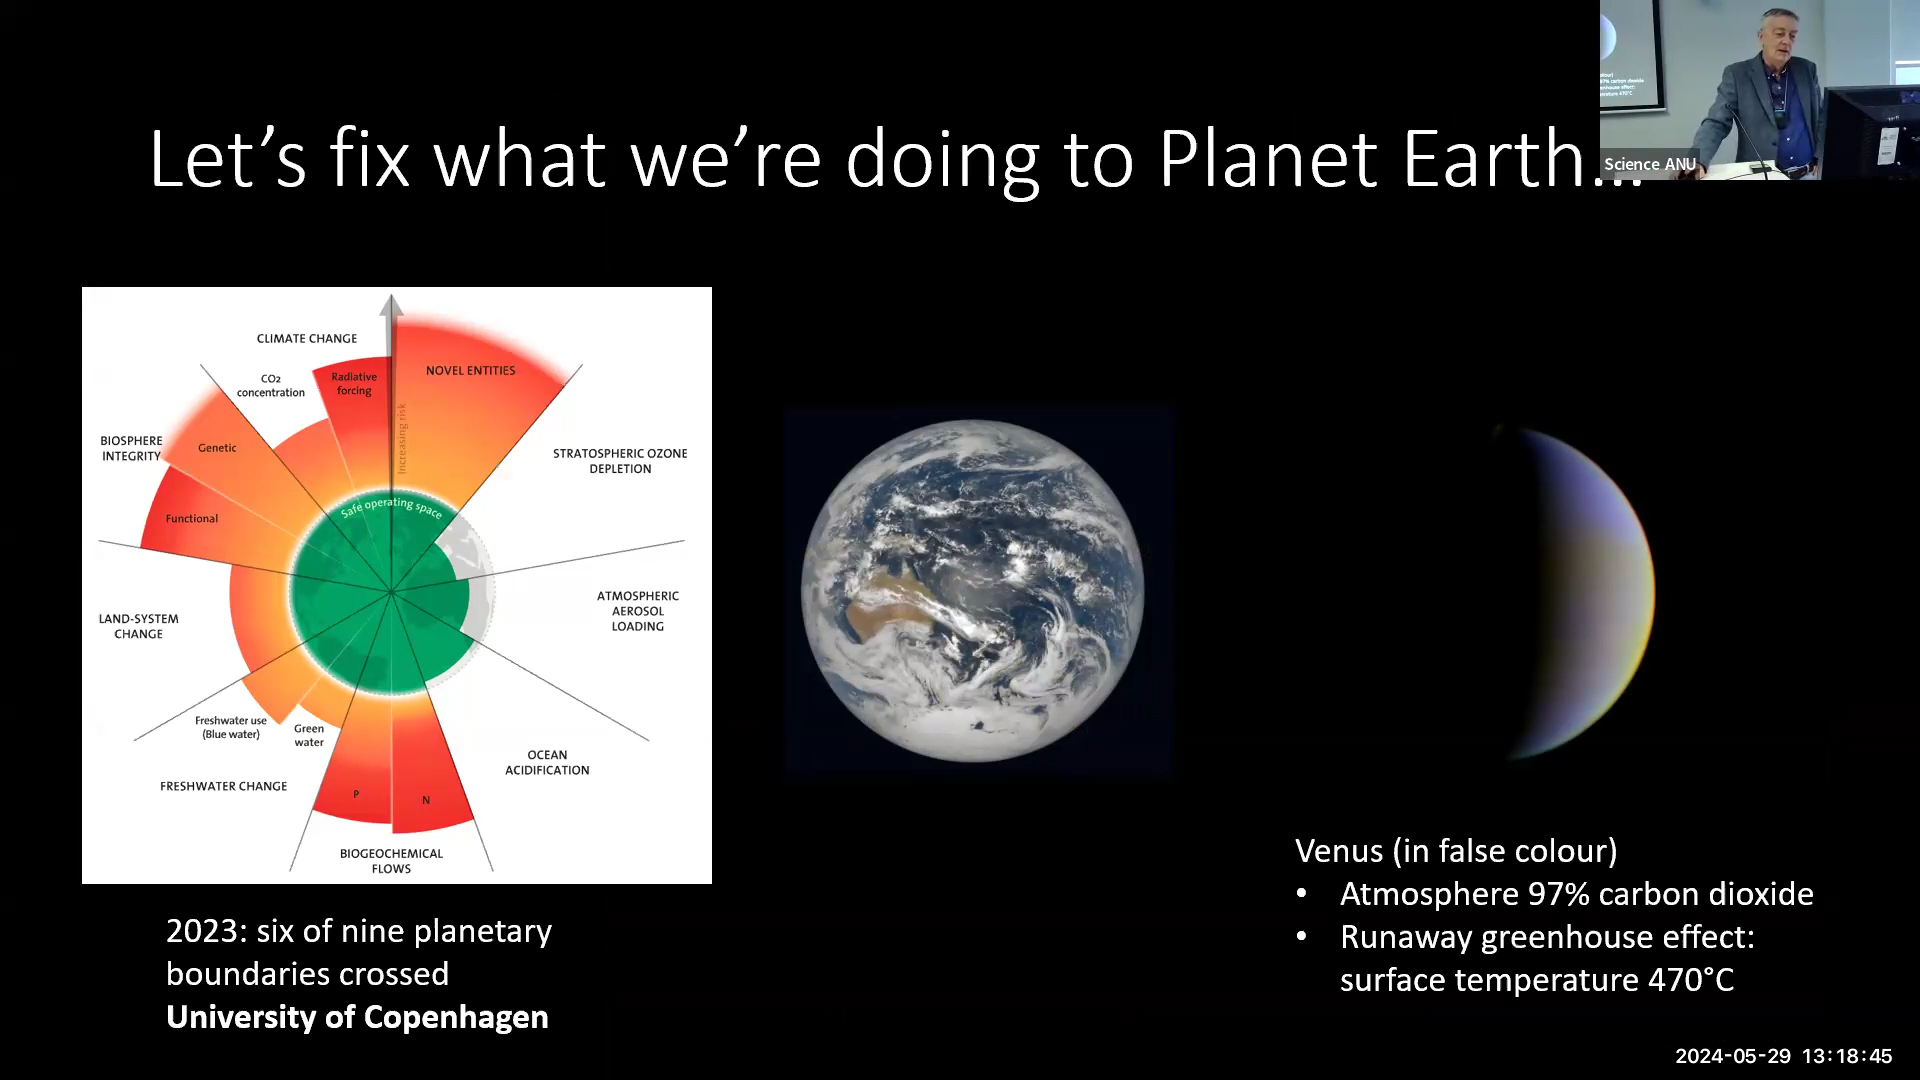 Let's fix what we're doing to Planet Earth...
Science ANU
CLIMATE CHANGE
CO2
concentration
Radiative
forcing
Increasing risk
NOVEL ENTITIES
BIOSPHERE
INTEGRITY
Genetic
Functional
STRATOSPHERIC OZONE
DEPLETION
Safe operating space
ATMOSPHERIC
AEROSOL
LOADING
LAND-SYSTEM
CHANGE
Freshwater use
(Blue water)
Green
water
FRESHWATER CHANGE
OCEAN
ACIDIFICATION
P
N
BIOGEOCHEMICAL
FLOWS
2023: six of nine planetary
boundaries crossed
University of Copenhagen
Venus (in false colour)
• Atmosphere 97% carbon dioxide
• Runaway greenhouse effect:
surface temperature 470°C
2024-05-29 13:18:45